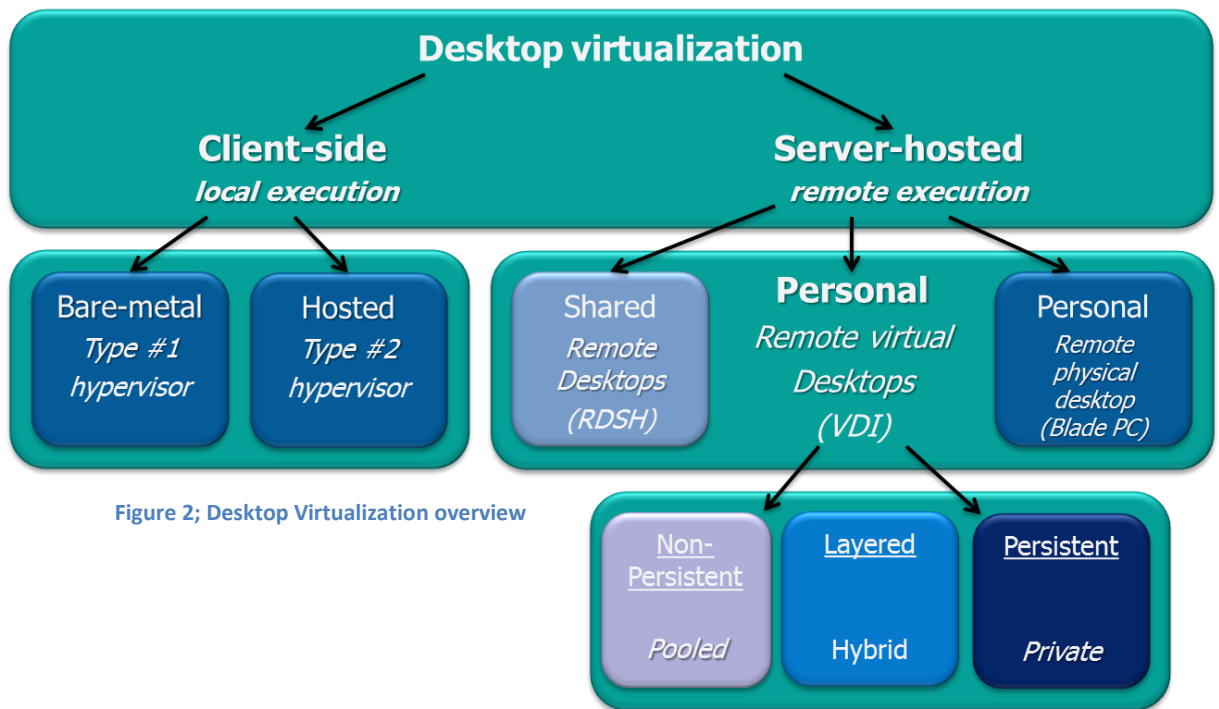 Desktop virtualization
Client-side
local execution
Server-hosted
remote execution
Bare-metal
Type #1
hypervisor
Hosted
Type #2
hypervisor
Shared
Remote
Desktops
(RDSH)
Personal
Remote virtual
Desktops
(VDI)
Personal
Remote
physical
desktop
(Blade PC)
Figure 2; Desktop Virtualization overview
Non-
Persistent
Pooled
Layered
Hybrid
Persistent
Private